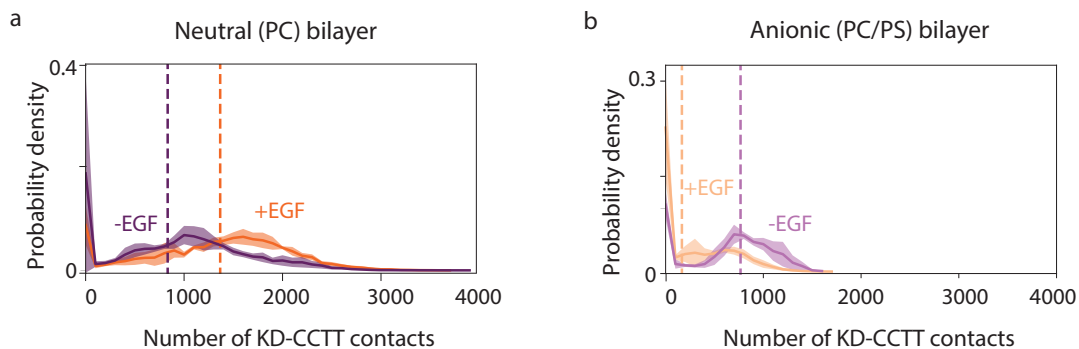 a
Neutral (PC) bilayer
Probability density
0.4
0
-EGF
+EGF
0 1000 2000 3000 4000
Number of KD-CCTT contacts
b
Anionic (PC/PS) bilayer
Probability density
0.3
0
+EGF
-EGF
0 1000 2000 3000 4000
Number of KD-CCTT contacts